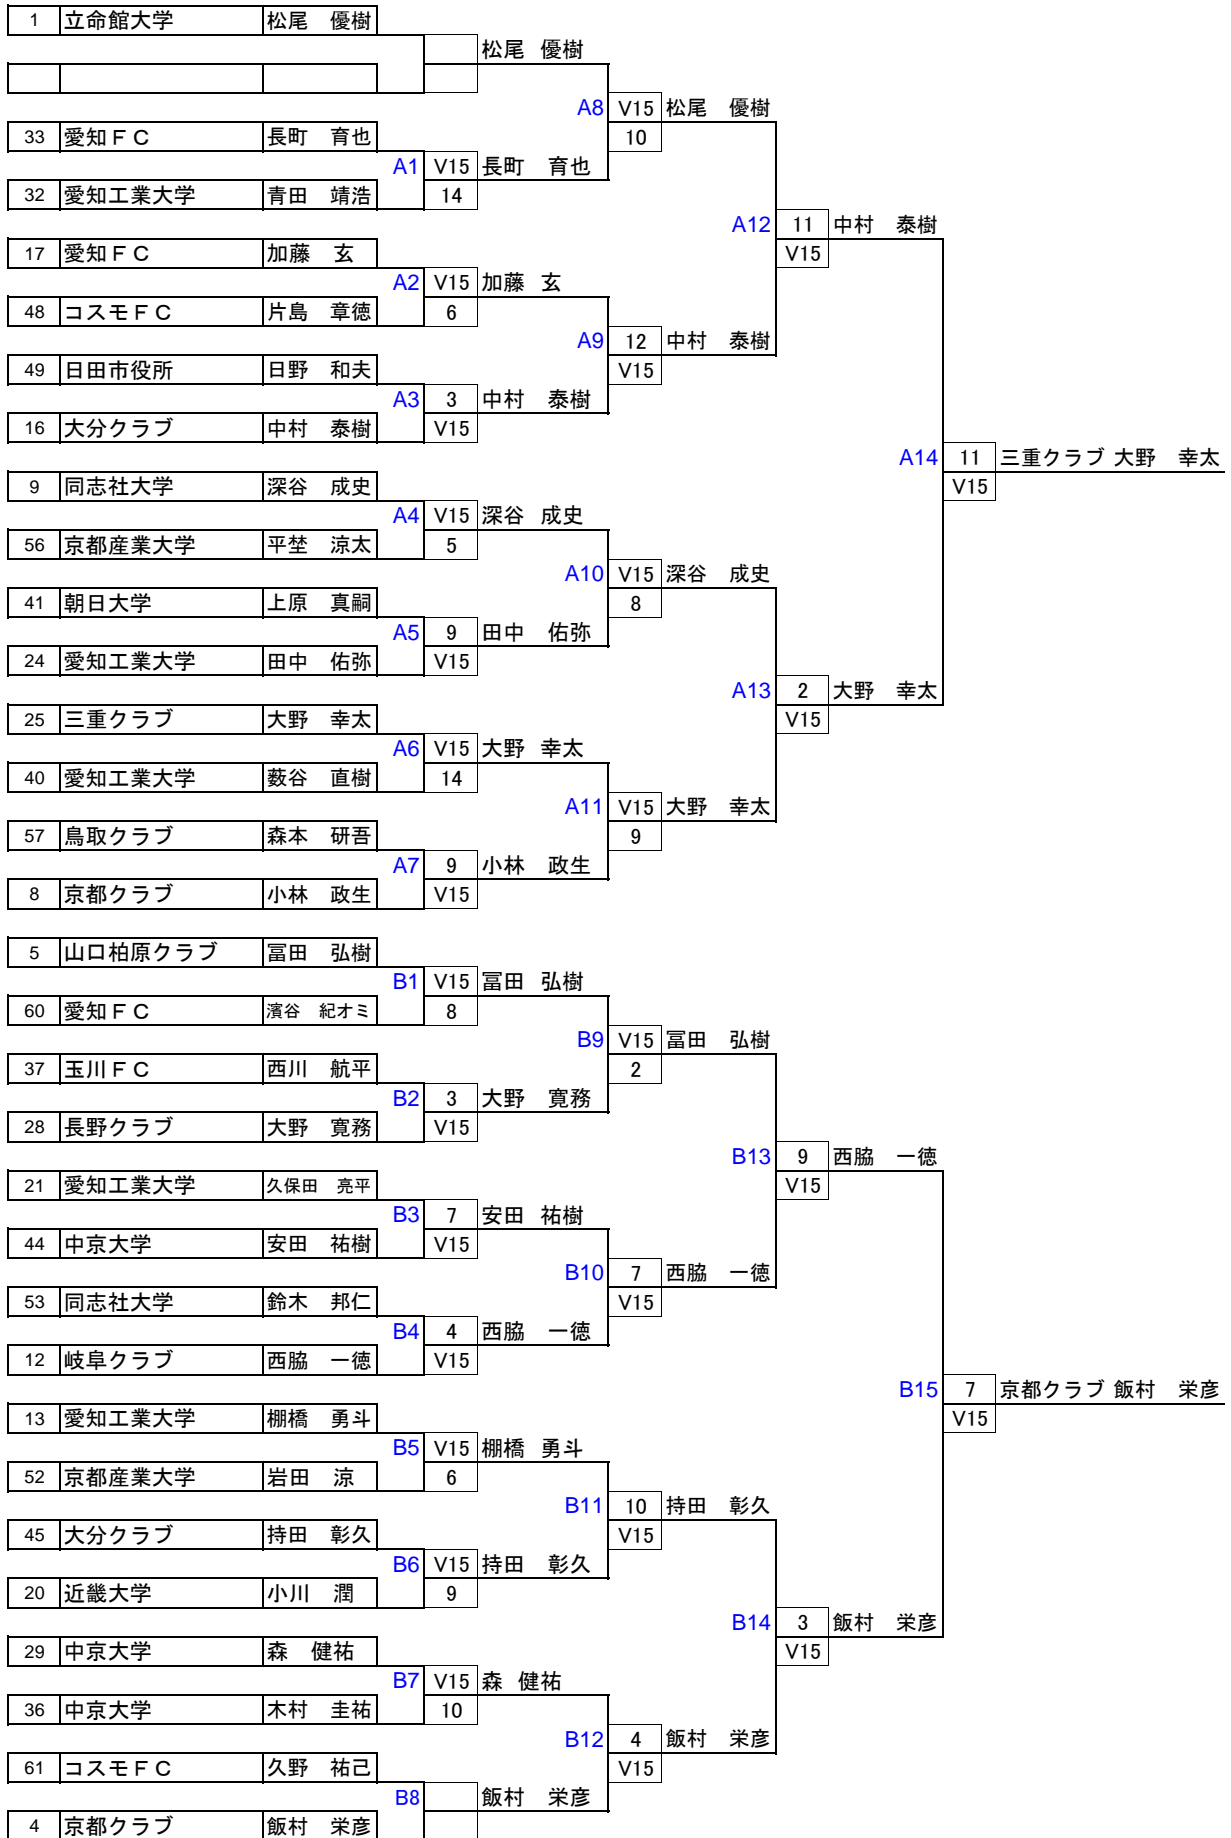 1 立命館大学 松尾 優樹
松尾 優樹
A8 V15 松尾 優樹
33 愛知FC 長町 育也 10
A1 V15 長町 育也
32 愛知工業大学 青田 靖浩 14
A12 11 中村 泰樹
17 愛知FC 加藤 玄 V15
A2 V15 加藤 玄
48 コスモFC 片島 章徳 6
A9 12 中村 泰樹
49 日田市役所 日野 和夫 V15
A3 3 中村 泰樹
16 大分クラブ 中村 泰樹 V15
A14 11 三重クラブ 大野 幸太
9 同志社大学 深谷 成史 V15
A4 V15 深谷 成史
56 京都産業大学 平埜 涼太 5
A10 V15 深谷 成史
41 朝日大学 上原 真嗣 8
A5 9 田中 佑弥
24 愛知工業大学 田中 佑弥 V15
A13 2 大野 幸太
25 三重クラブ 大野 幸太 V15
A6 V15 大野 幸太
40 愛知工業大学 薮谷 直樹 14
A11 V15 大野 幸太
57 鳥取クラブ 森本 研吾 9
A7 9 小林 政生
8 京都クラブ 小林 政生 V15
5 山口柏原クラブ 冨田 弘樹
B1 V15 冨田 弘樹
60 愛知FC 濱谷 紀オミ 8
B9 V15 冨田 弘樹
37 玉川FC 西川 航平 2
B2 3 大野 寛務
28 長野クラブ 大野 寛務 V15
B13 9 西脇 一徳
21 愛知工業大学 久保田 亮平 V15
B3 7 安田 祐樹
44 中京大学 安田 祐樹 V15
B10 7 西脇 一徳
53 同志社大学 鈴木 邦仁 V15
B4 4 西脇 一徳
12 岐阜クラブ 西脇 一徳 V15
B15 7 京都クラブ 飯村 栄彦
13 愛知工業大学 棚橋 勇斗 V15
B5 V15 棚橋 勇斗
52 京都産業大学 岩田 涼 6
B11 10 持田 彰久
45 大分クラブ 持田 彰久 V15
B6 V15 持田 彰久
20 近畿大学 小川 潤 9
B14 3 飯村 栄彦
29 中京大学 森 健祐 V15
B7 V15 森 健祐
36 中京大学 木村 圭祐 10
B12 4 飯村 栄彦
61 コスモFC 久野 祐己 V15
B8 飯村 栄彦
4 京都クラブ 飯村 栄彦